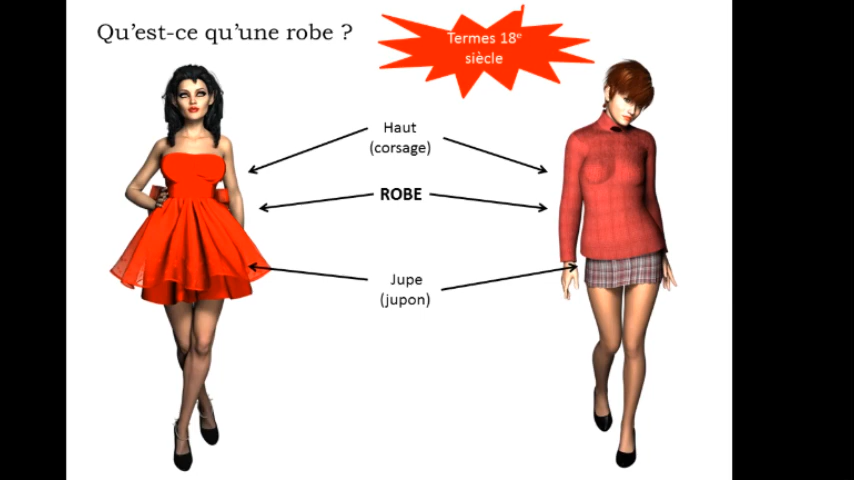 Qu'est-ce qu'une robe ?
Termes 18e
siècle
Haut
(corsage)
ROBE
Jupe
(jupon)